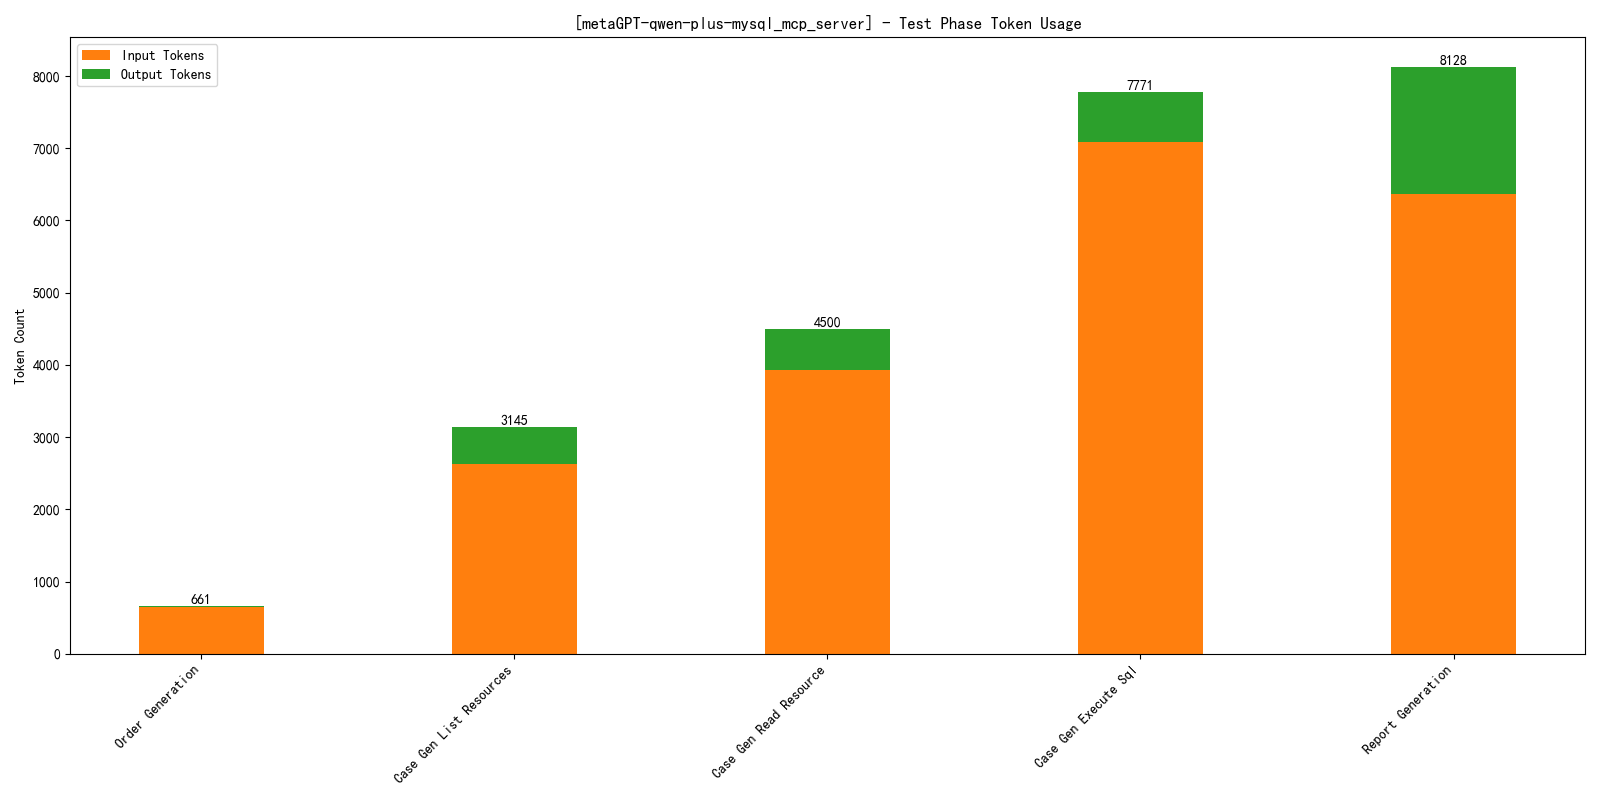 [metaGPT-qwen-plus-mysql_mcp_server] - Test Phase Token Usage
Input Tokens
Output Tokens
Token Count
8000
7000
6000
5000
4000
3000
2000
1000
0
661
3145
4500
7771
8128
Order Generation
Case Gen List Resources
Case Gen Read Resource
Case Gen Execute Sql
Report Generation